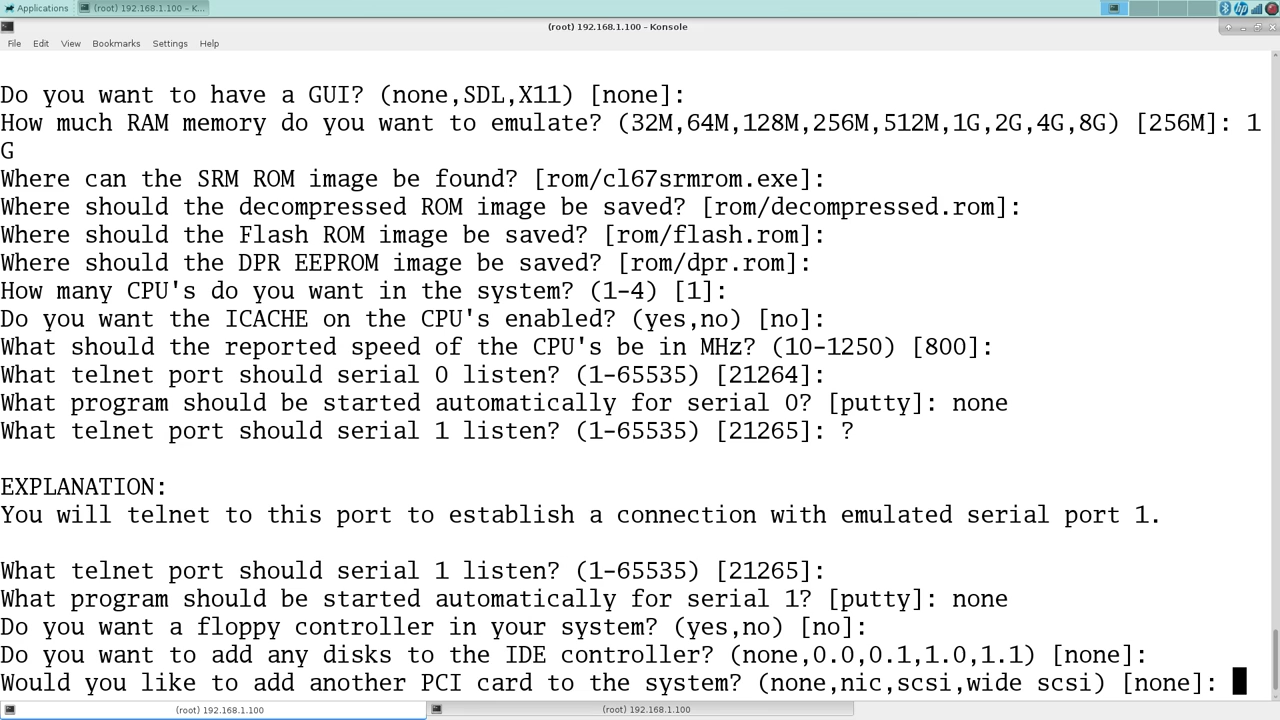 Applications
(root) 192.168.1.100 – K...
(root) 192.168.1.100 – Konsole
File Edit View Bookmarks Settings Help
Do you want to have a GUI? (none,SDL,X11) [none]:
How much RAM memory do you want to emulate? (32M,64M,128M,256M,512M,1G,2G,4G,8G) [256M]: 1
G
Where can the SRM ROM image be found? [rom/cl67srmrom.exe]:
Where should the decompressed ROM image be saved? [rom/decompressed.rom]:
Where should the Flash ROM image be saved? [rom/flash.rom]:
Where should the DPR EEPROM image be saved? [rom/dpr.rom]:
How many CPU's do you want in the system? (1-4) [1]:
Do you want the ICACHE on the CPU's enabled? (yes,no) [no]:
What should the reported speed of the CPU's be in MHz? (10-1250) [800]:
What telnet port should serial 0 listen? (1-65535) [21264]:
What program should be started automatically for serial 0? [putty]: none
What telnet port should serial 1 listen? (1-65535) [21265]: ?
EXPLANATION:
You will telnet to this port to establish a connection with emulated serial port 1.
What telnet port should serial 1 listen? (1-65535) [21265]:
What program should be started automatically for serial 1? [putty]: none
Do you want a floppy controller in your system? (yes,no) [no]:
Do you want to add any disks to the IDE controller? (none,0.0,0.1,1.0,1.1) [none]:
Would you like to add another PCI card to the system? (none,nic,scsi,wide scsi) [none]:
(root) 192.168.1.100
(root) 192.168.1.100